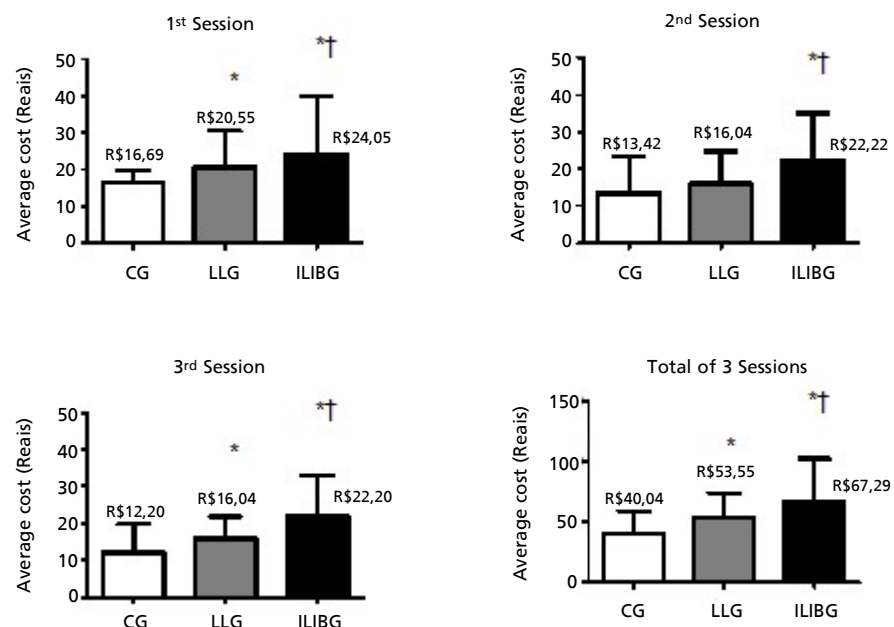 1st Session
*†
*
Average cost (Reais)
50
40
30
20
10
0
R$16,69
R$20,55
R$24,05
CG
LLG
ILIBG
2nd Session
*†
Average cost (Reais)
50
40
30
20
10
0
R$13,42
R$16,04
R$22,22
CG
LLG
ILIBG
3rd Session
*†
*
Average cost (Reais)
50
40
30
20
10
0
R$12,20
R$16,04
R$22,20
CG
LLG
ILIBG
Total of 3 Sessions
*†
*
Average cost (Reais)
150
100
50
0
R$40,04
R$53,55
R$67,29
CG
LLG
ILIBG